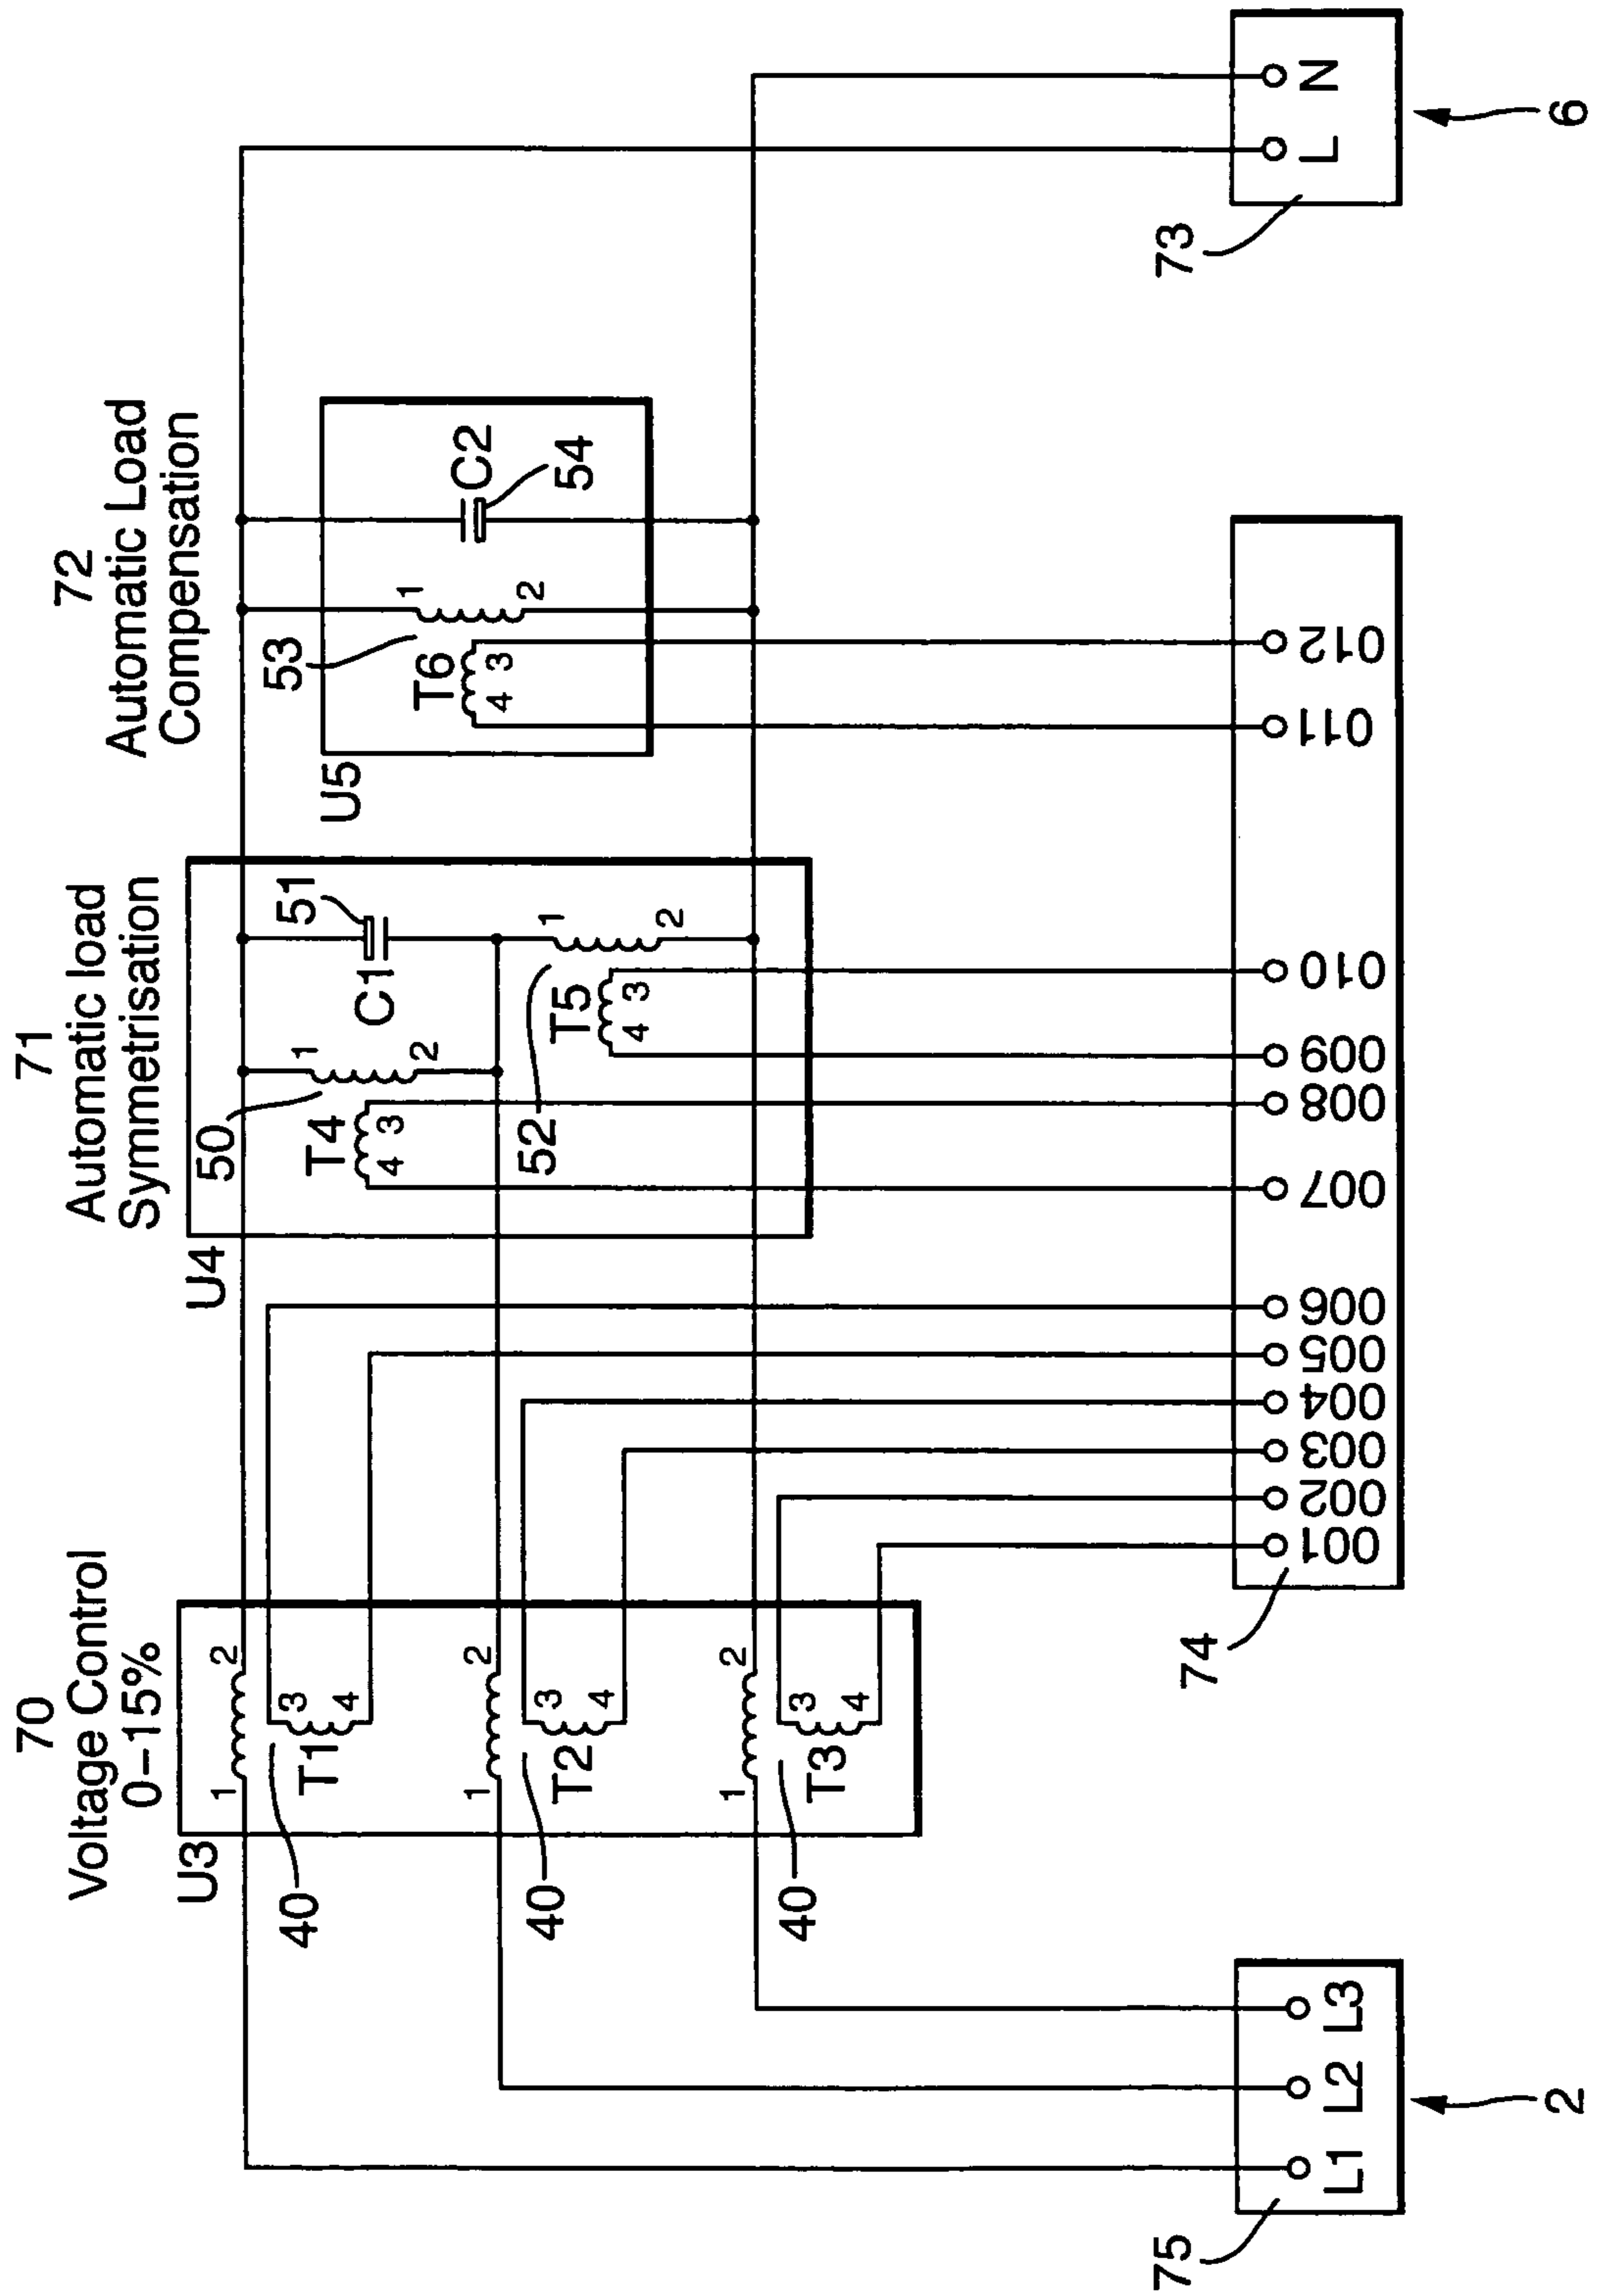 70
Voltage Control
0–15%
U3
1 2
3
4
T1
40
1 2
3
4
T2
40
1 2
3
4
T3
40
71
Automatic load
Symmetrisation
U4
50
1
2
T4
4 3
51
C1
52
1
2
T5
4 3
72
Automatic Load
Compensation
U5
53
1
2
T6
4 3
C2
54
75
L1 L2 L3
2
74
001 002 003 004 005 006 007 008 009 010 011 012
73
L N
6